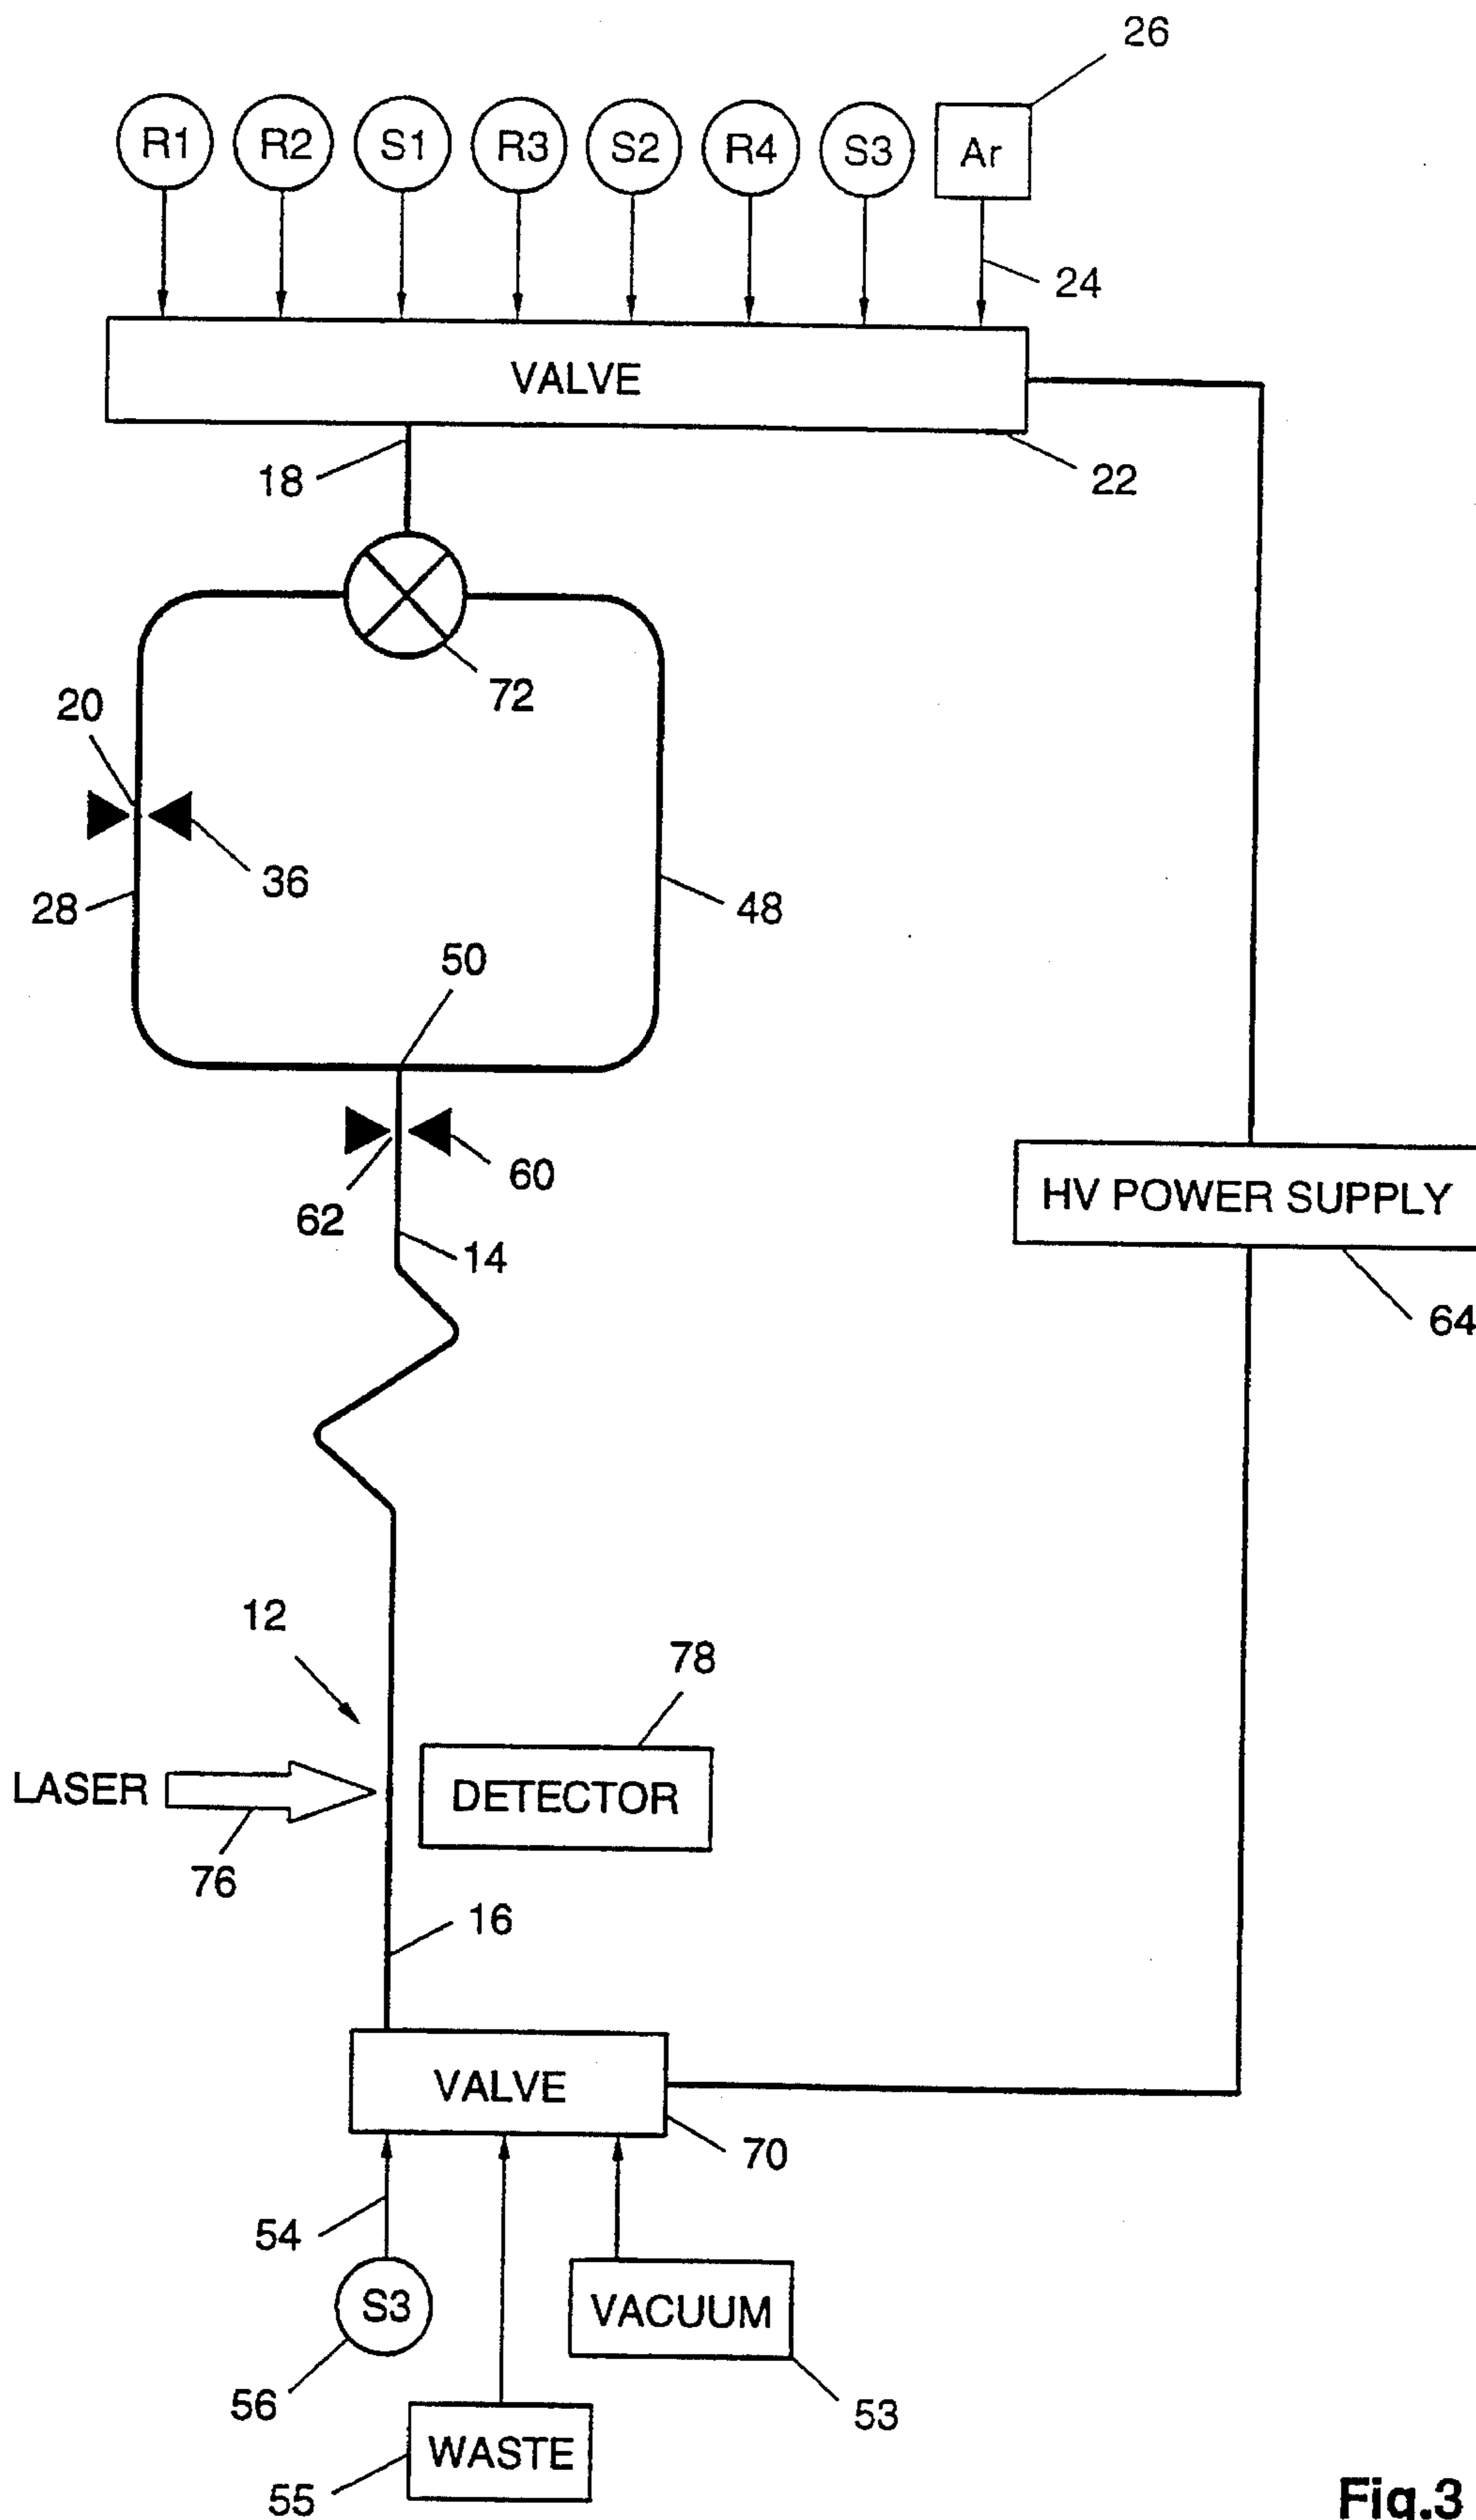 26
R1 R2 S1 R3 S2 R4 S3 Ar
24
VALVE
18
22
72
20
36
28
48
50
60
62
14
HV POWER SUPPLY
64
12
78
LASER
DETECTOR
76
16
VALVE
70
54
S3
VACUUM
56
53
WASTE
55
Fig.3